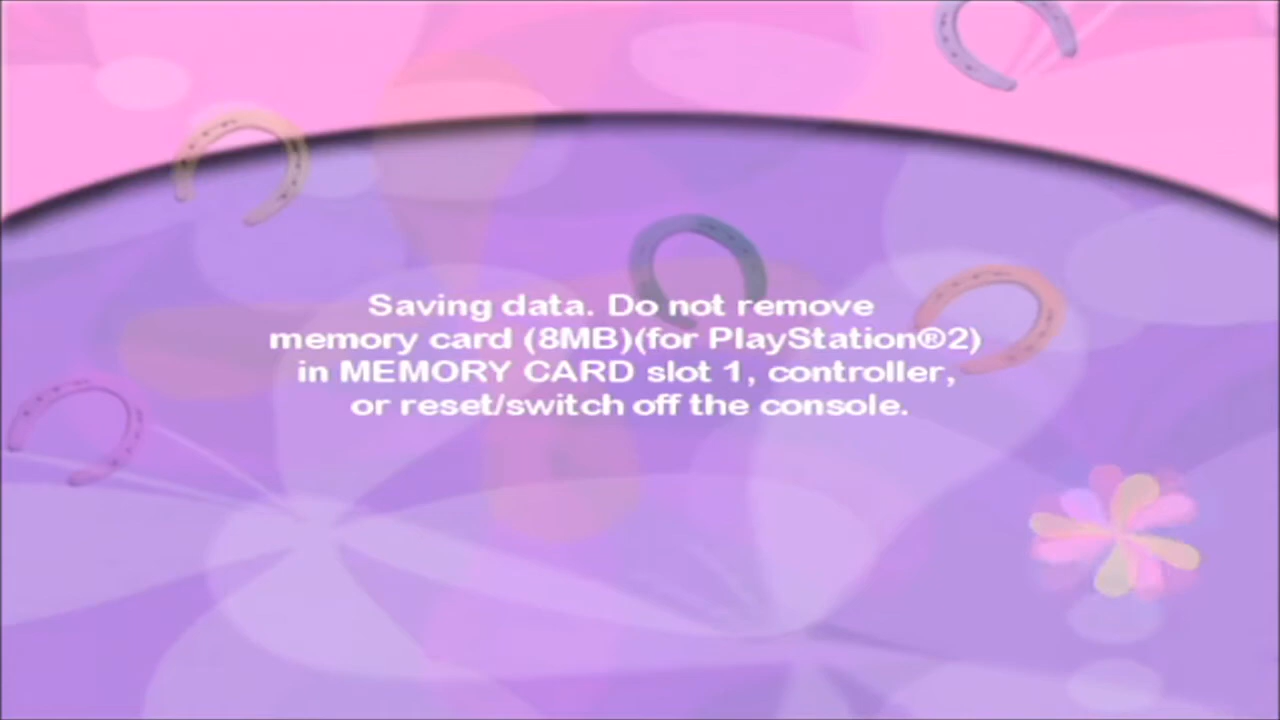 Saving data. Do not remove
memory card (8MB)(for PlayStation®2)
in MEMORY CARD slot 1, controller,
or reset/switch off the console.